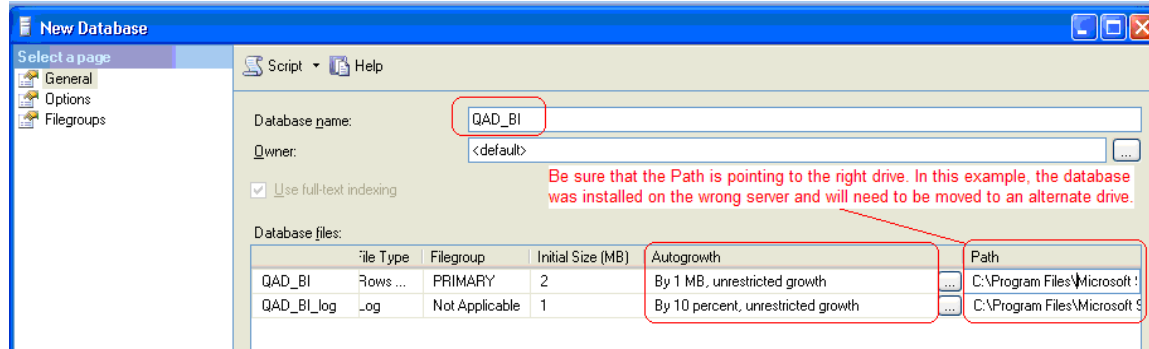 New Database
Select a page
General
Options
Filegroups
Script Help
Database name: QAD_BI
Owner: <default> ...
Use full-text indexing
Be sure that the Path is pointing to the right drive. In this example, the database
was installed on the wrong server and will need to be moved to an alternate drive.
Database files:
File Type Filegroup Initial Size (MB) Autogrowth Path
QAD_BI Rows ... PRIMARY 2 By 1 MB, unrestricted growth ... C:\Program Files\Microsoft
QAD_BI_log Log Not Applicable 1 By 10 percent, unrestricted growth ... C:\Program Files\Microsoft S